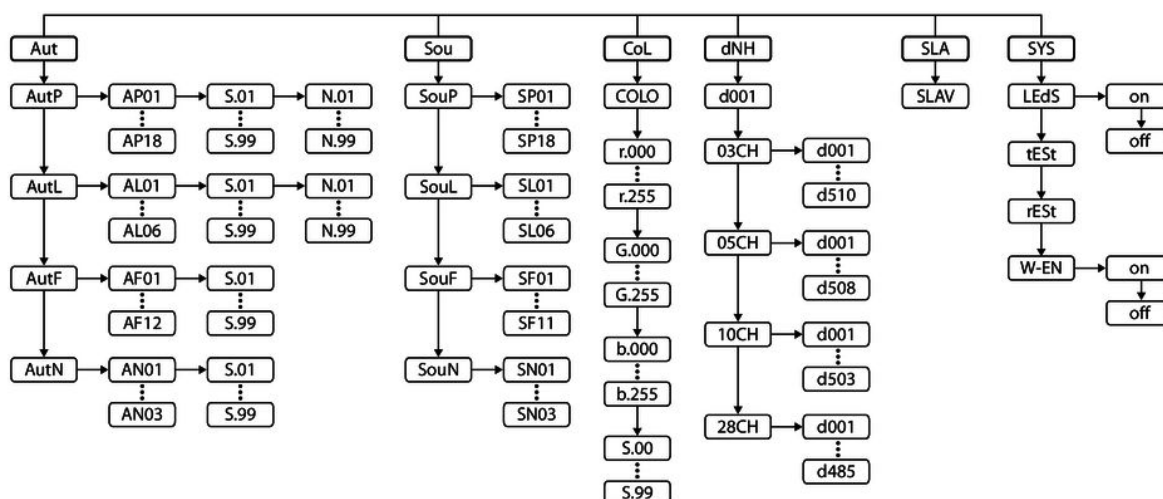 Aut
Sou
CoL
dNH
SLA
SYS
AutP
AP01
S.01
N.01
SouP
SP01
COLO
d001
SLAV
LEdS
on
AP18
S.99
N.99
SP18
r.000
03CH
d001
tESt
off
AutL
AL01
S.01
N.01
SouL
SL01
r.255
d510
rESt
AL06
S.99
N.99
SL06
G.000
05CH
d001
W-EN
on
AutF
AF01
S.01
SouF
SF01
G.255
d508
off
AF12
S.99
SF11
b.000
10CH
d001
AutN
AN01
S.01
SouN
SN01
b.255
d503
AN03
S.99
SN03
S.00
28CH
d001
S.99
d485